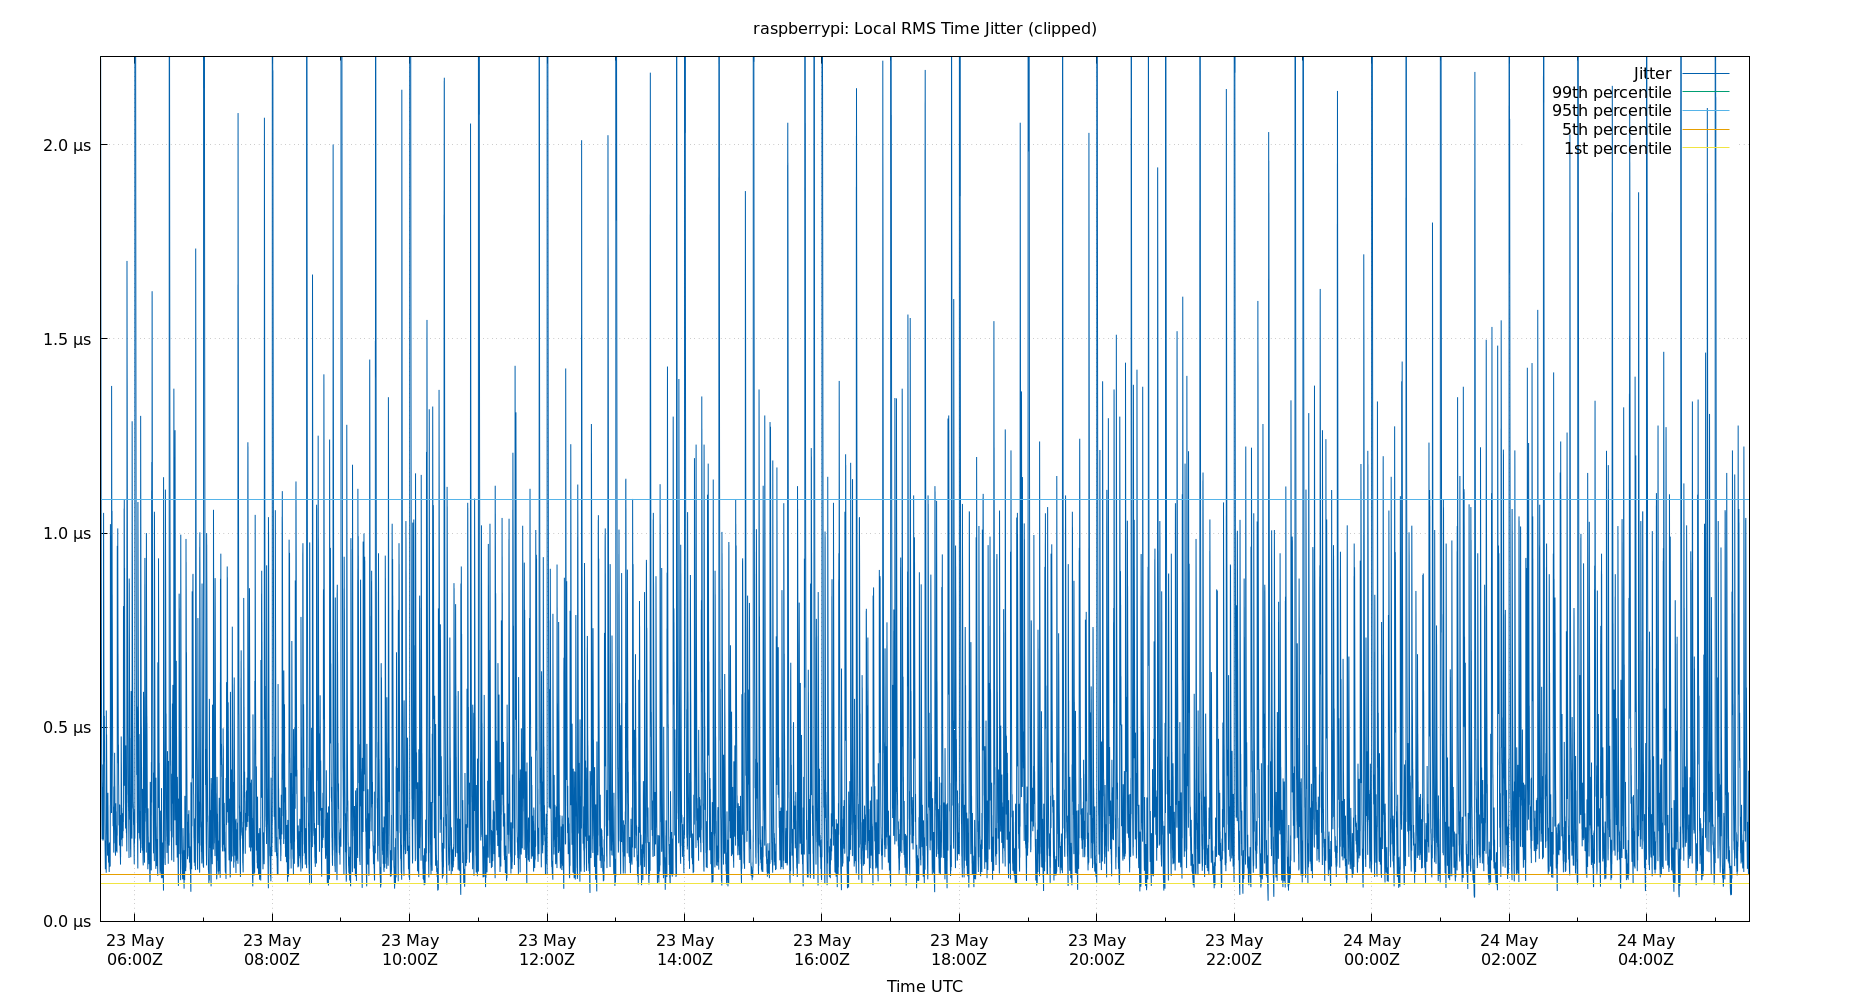 raspberrypi: Local RMS Time Jitter (clipped)
Jitter
99th percentile
95th percentile
5th percentile
1st percentile
2.0 μs
1.5 μs
1.0 μs
0.5 μs
0.0 μs
23 May 23 May 23 May 23 May 23 May 23 May 23 May 23 May 23 May 24 May 24 May 24 May
06:00Z 08:00Z 10:00Z 12:00Z 14:00Z 16:00Z 18:00Z 20:00Z 22:00Z 00:00Z 02:00Z 04:00Z
Time UTC